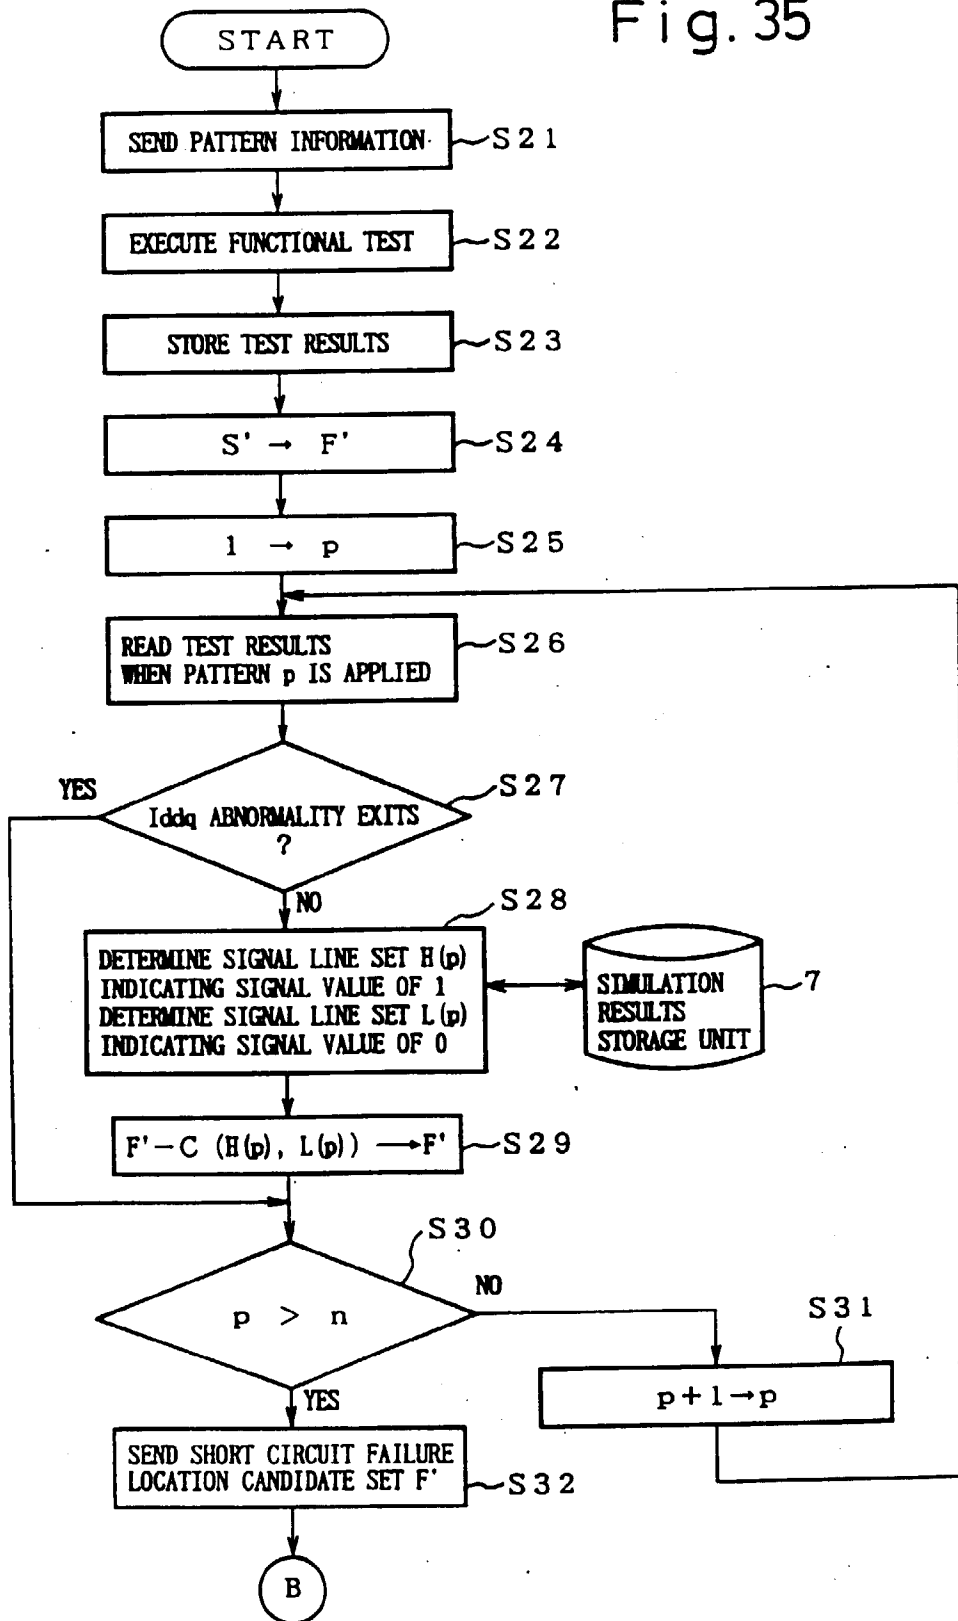 Fig. 35
START
SEND PATTERN INFORMATION
S21
EXECUTE FUNCTIONAL TEST
S22
STORE TEST RESULTS
S23
S' → F'
S24
1 → p
S25
READ TEST RESULTS
WHEN PATTERN p IS APPLIED
S26
Iddq ABNORMALITY EXITS
?
S27
YES
NO
S28
DETERMINE SIGNAL LINE SET H(p)
INDICATING SIGNAL VALUE OF 1
DETERMINE SIGNAL LINE SET L(p)
INDICATING SIGNAL VALUE OF 0
SIMULATION
RESULTS
STORAGE UNIT
7
F'-C (H(p), L(p)) → F'
S29
S30
p > n
NO
YES
S31
p+1→p
SEND SHORT CIRCUIT FAILURE
LOCATION CANDIDATE SET F'
S32
B